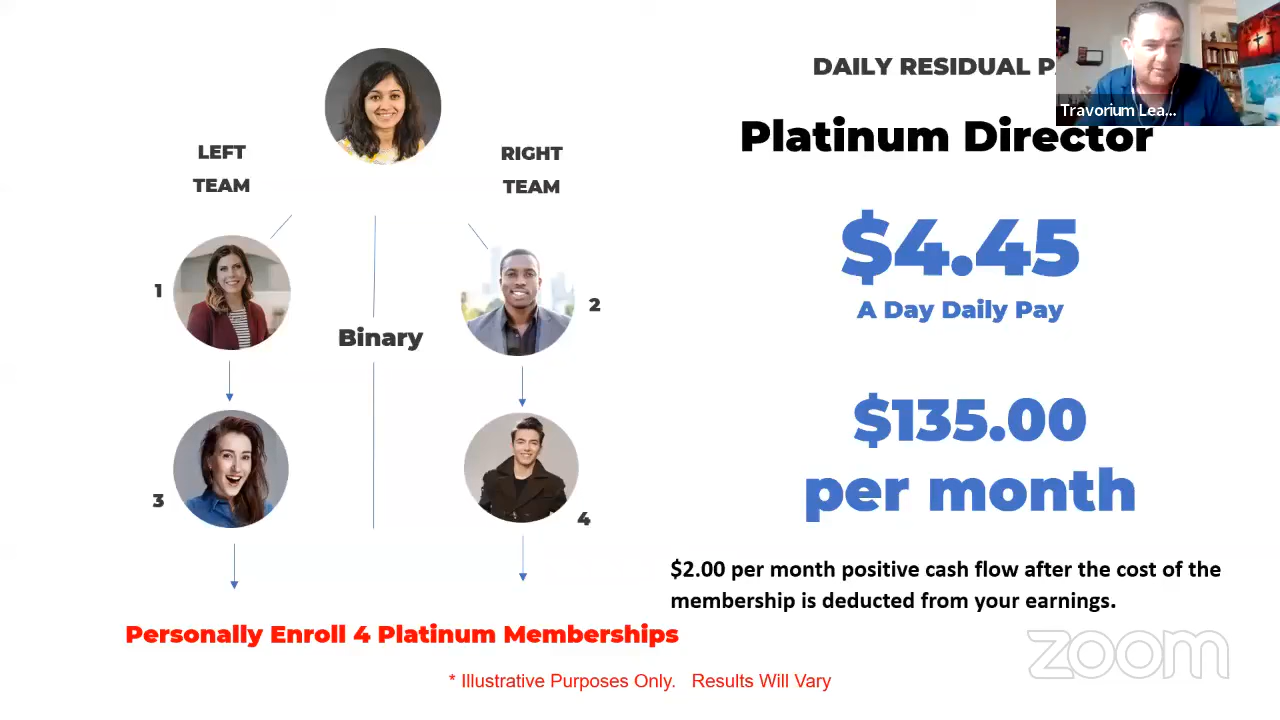 DAILY RESIDUAL
Travorium Lea...
Platinum Director
LEFT
TEAM
RIGHT
TEAM
$4.45
A Day Daily Pay
1
2
Binary
$135.00
per month
3
4
$2.00 per month positive cash flow after the cost of the
membership is deducted from your earnings.
Personally Enroll 4 Platinum Memberships
zoom
* Illustrative Purposes Only. Results Will Vary